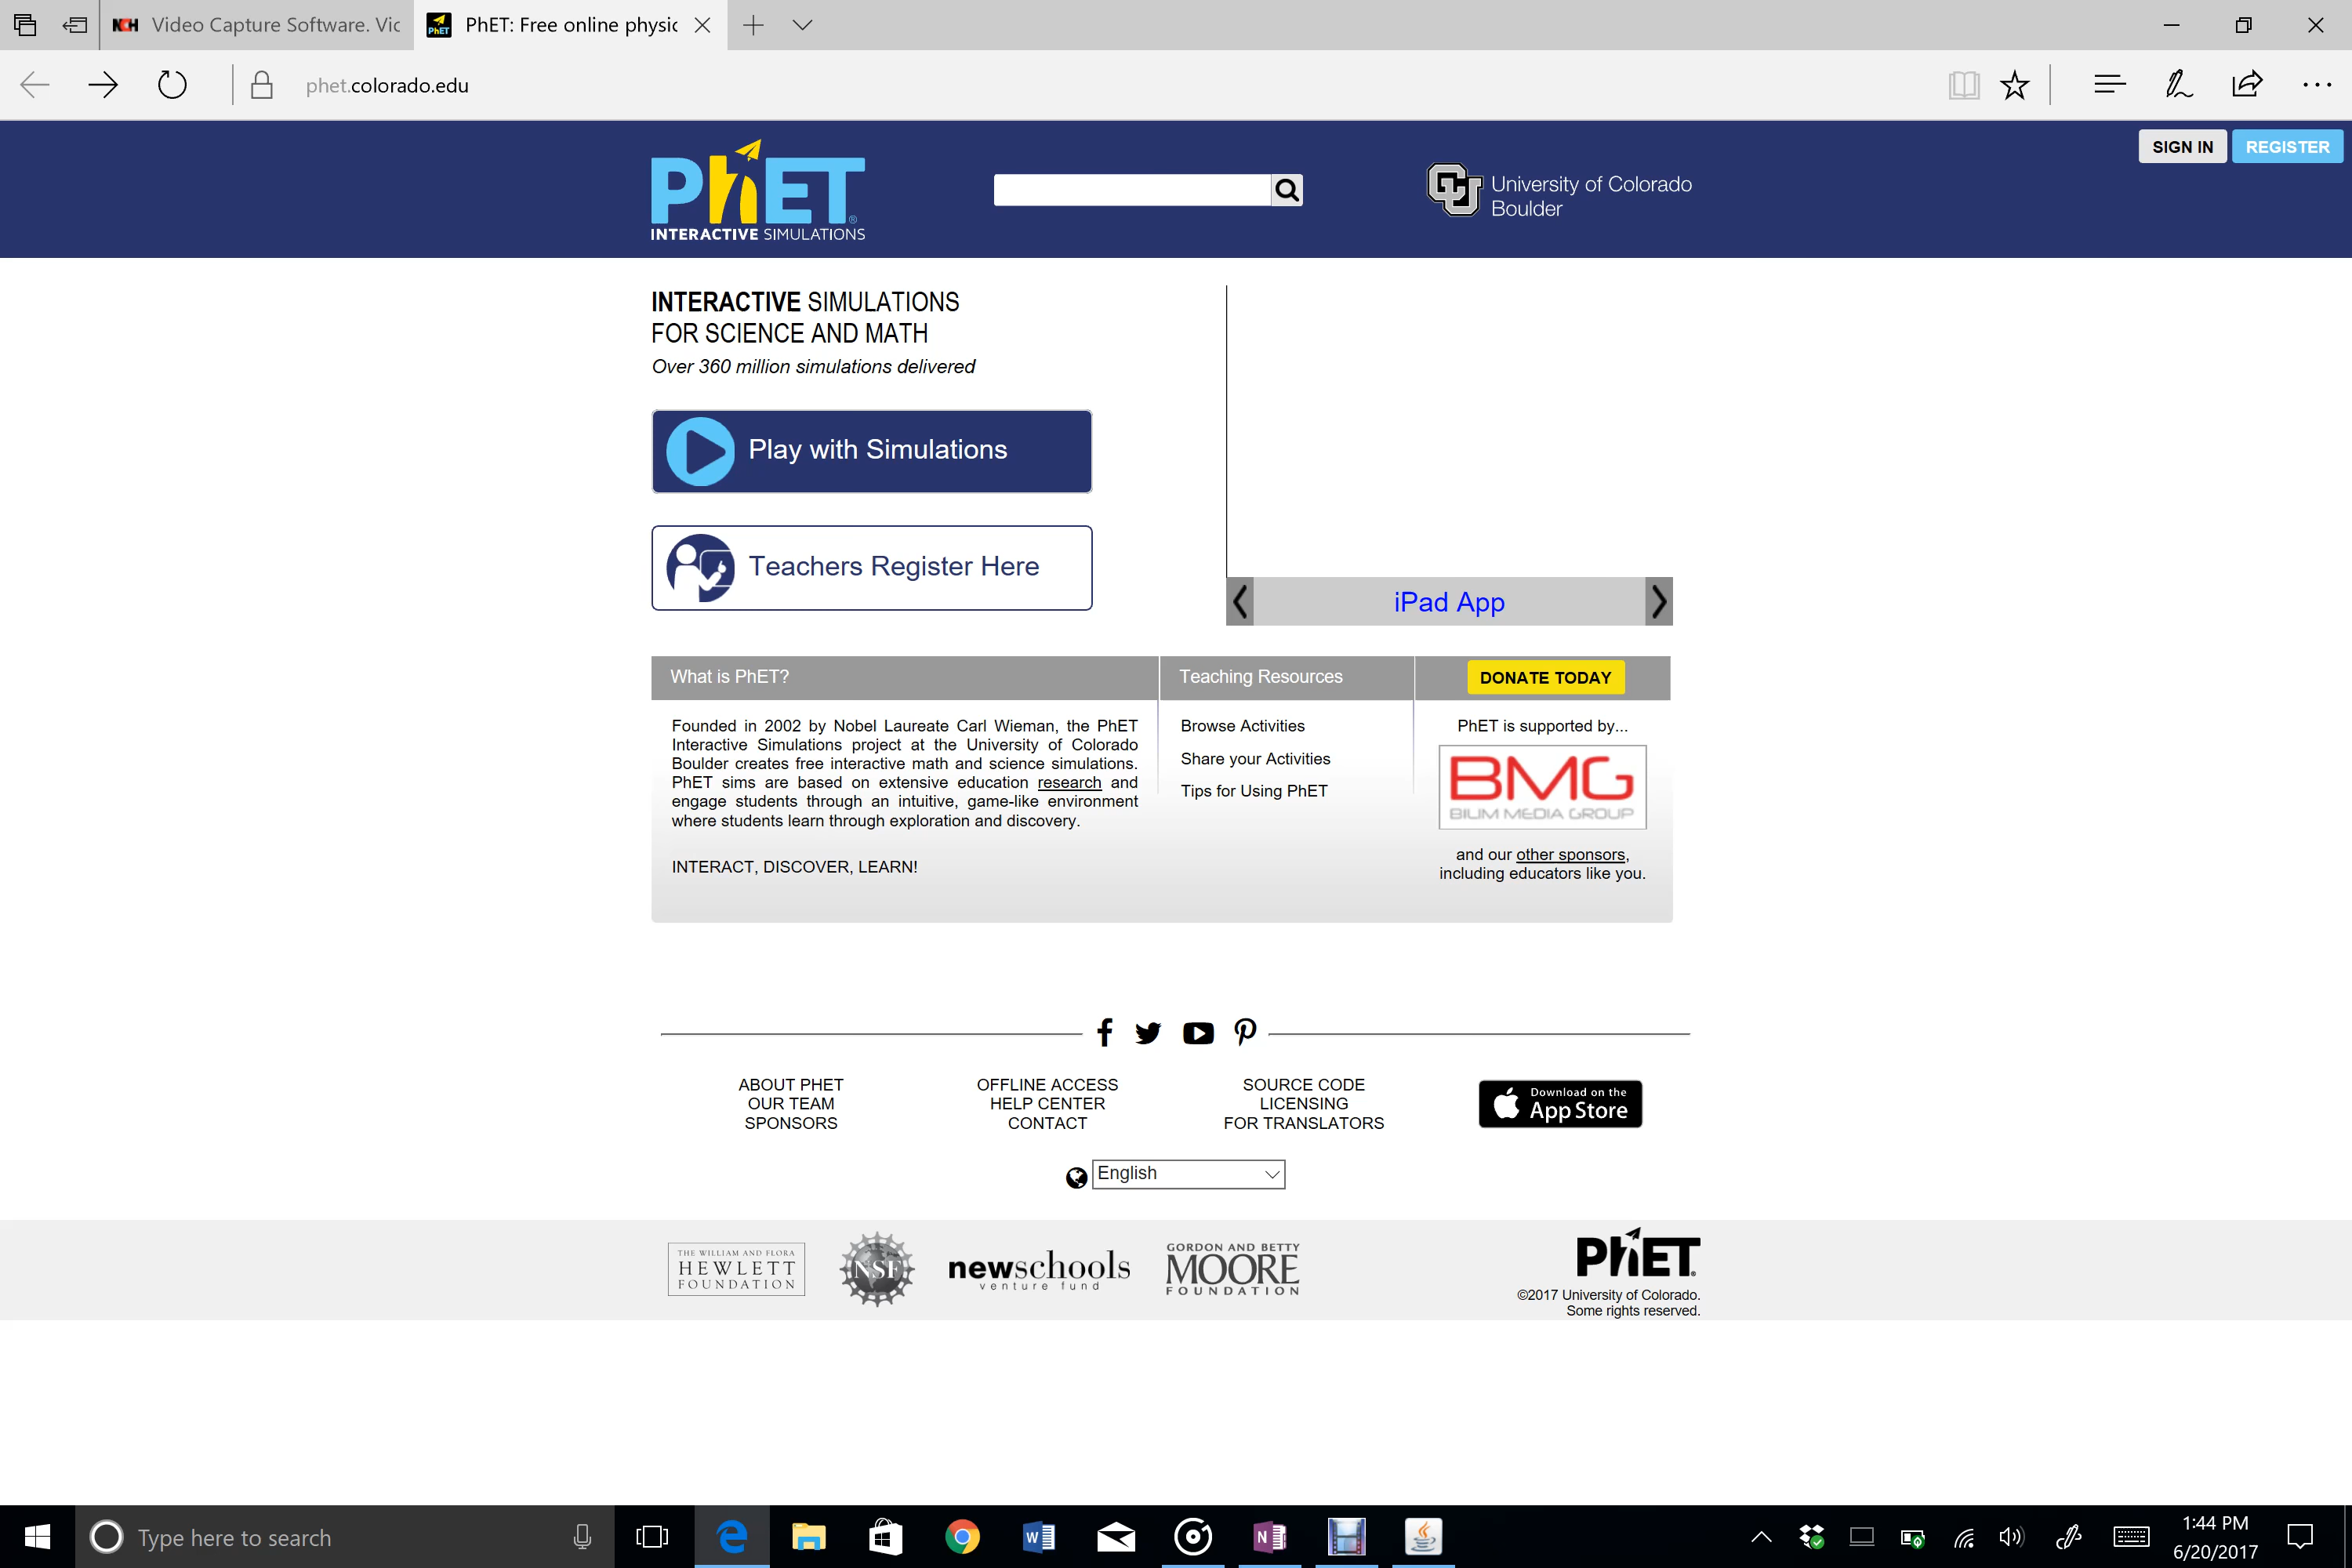 NCH Video Capture Software. Vic
PhET PhET: Free online physic
phet.colorado.edu
SIGN IN REGISTER
PhET®
INTERACTIVE SIMULATIONS
University of Colorado
Boulder
INTERACTIVE SIMULATIONS
FOR SCIENCE AND MATH
Over 360 million simulations delivered
Play with Simulations
Teachers Register Here
iPad App
What is PhET?
Founded in 2002 by Nobel Laureate Carl Wieman, the PhET
Interactive Simulations project at the University of Colorado
Boulder creates free interactive math and science simulations.
PhET sims are based on extensive education research and
engage students through an intuitive, game-like environment
where students learn through exploration and discovery.
INTERACT, DISCOVER, LEARN!
Teaching Resources
Browse Activities
Share your Activities
Tips for Using PhET
DONATE TODAY
PhET is supported by...
BMG
BILIM MEDIA GROUP
and our other sponsors,
including educators like you.
ABOUT PHET
OUR TEAM
SPONSORS
OFFLINE ACCESS
HELP CENTER
CONTACT
SOURCE CODE
LICENSING
FOR TRANSLATORS
Download on the
App Store
English
THE WILLIAM AND FLORA
HEWLETT
FOUNDATION
NSF
newschools
venture fund
GORDON AND BETTY
MOORE
FOUNDATION
PhET®
©2017 University of Colorado.
Some rights reserved.
Type here to search
1:44 PM
6/20/2017